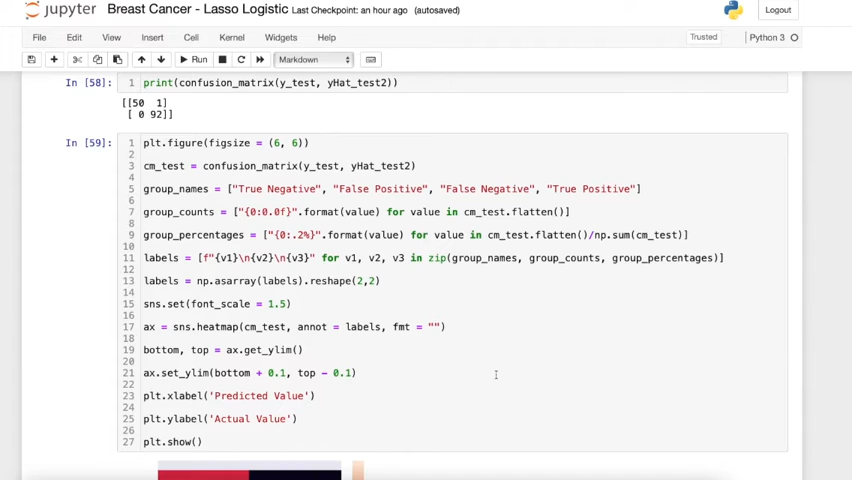 jupyter Breast Cancer - Lasso Logistic Last Checkpoint: an hour ago (autosaved) Logout
File Edit View Insert Cell Kernel Widgets Help Trusted Python 3
Run Markdown
In [58]: 1 print(confusion_matrix(y_test, yHat_test2))
[[50 1]
[ 0 92]]
In [59]: 1 plt.figure(figsize = (6, 6))
2
3 cm_test = confusion_matrix(y_test, yHat_test2)
4
5 group_names = ["True Negative", "False Positive", "False Negative", "True Positive"]
6
7 group_counts = ["{0:0.0f}".format(value) for value in cm_test.flatten()]
8
9 group_percentages = ["{0:.2%}".format(value) for value in cm_test.flatten()/np.sum(cm_test)]
10
11 labels = [f"{v1}\n{v2}\n{v3}" for v1, v2, v3 in zip(group_names, group_counts, group_percentages)]
12
13 labels = np.asarray(labels).reshape(2,2)
14
15 sns.set(font_scale = 1.5)
16
17 ax = sns.heatmap(cm_test, annot = labels, fmt = "")
18
19 bottom, top = ax.get_ylim()
20
21 ax.set_ylim(bottom + 0.1, top - 0.1)
22
23 plt.xlabel('Predicted Value')
24
25 plt.ylabel('Actual Value')
26
27 plt.show()